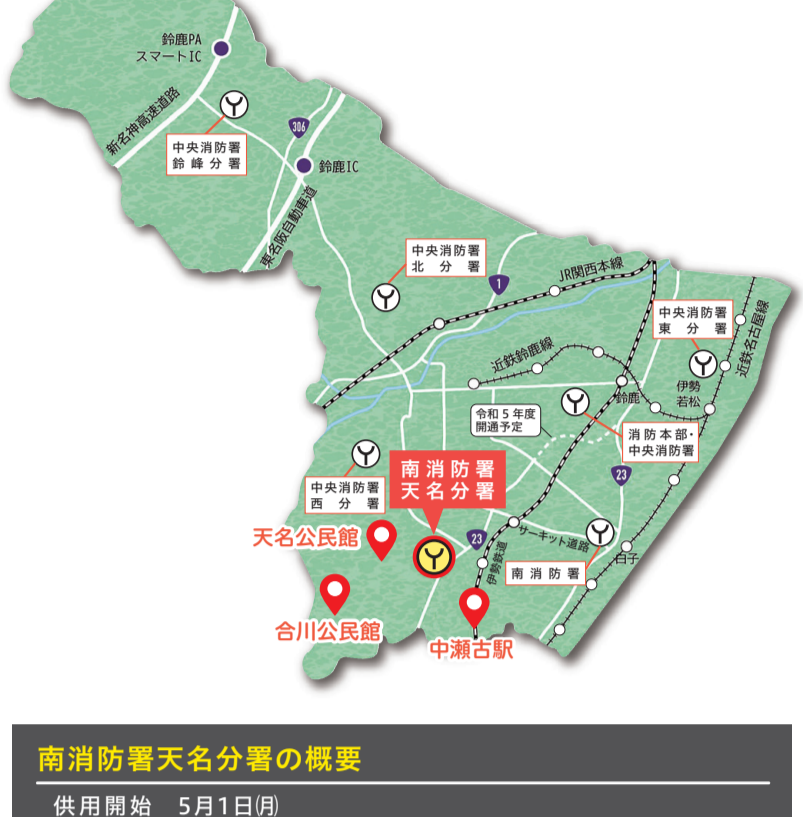 鈴鹿PA
スマートIC
新名神高速道路
中央消防署
鈴峰分署
306
鈴鹿IC
東名阪自動車道
中央消防署
北分署
1
JR関西本線
中央消防署
東分署
近鉄名古屋線
近鉄鈴鹿線
伊勢
若松
鈴鹿
令和5年度
開通予定
消防本部・
中央消防署
中央消防署
西分署
南消防署
天名分署
23
天名公民館
23
サーキット道路
伊勢鉄道
白子
南消防署
合川公民館
中瀬古駅
南消防署天名分署の概要
供用開始 5月1日㈪